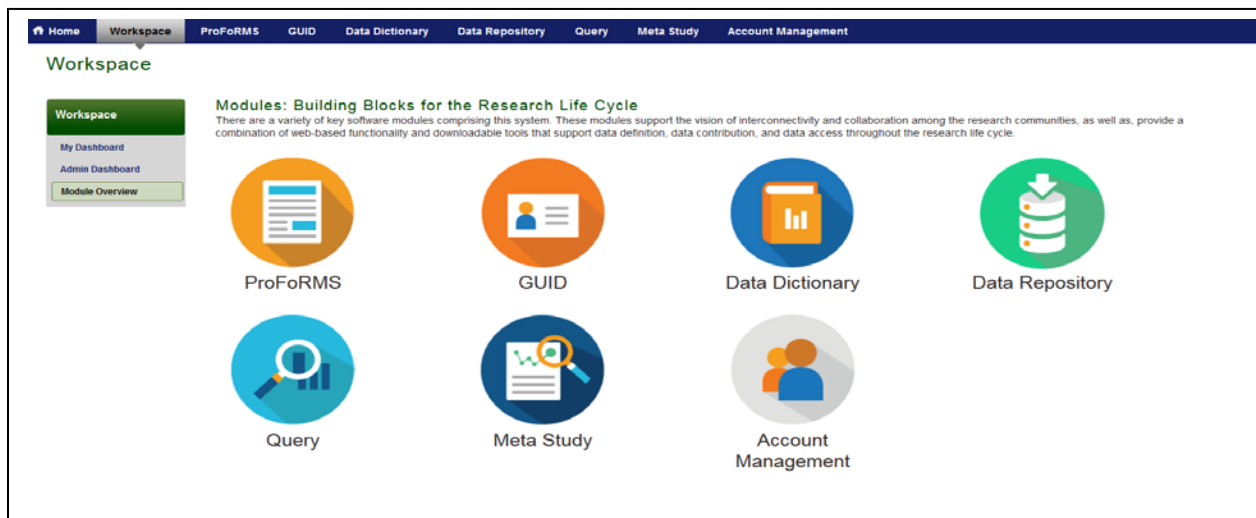 Home Workspace ProFoRMS GUID Data Dictionary Data Repository Query Meta Study Account Management
Workspace
Workspace
My Dashboard
Admin Dashboard
Module Overview
Modules: Building Blocks for the Research Life Cycle
There are a variety of key software modules comprising this system. These modules support the vision of interconnectivity and collaboration among the research communities, as well as, provide a
combination of web-based functionality and downloadable tools that support data definition, data contribution, and data access throughout the research life cycle.
ProFoRMS GUID Data Dictionary Data Repository
Query Meta Study Account
Management